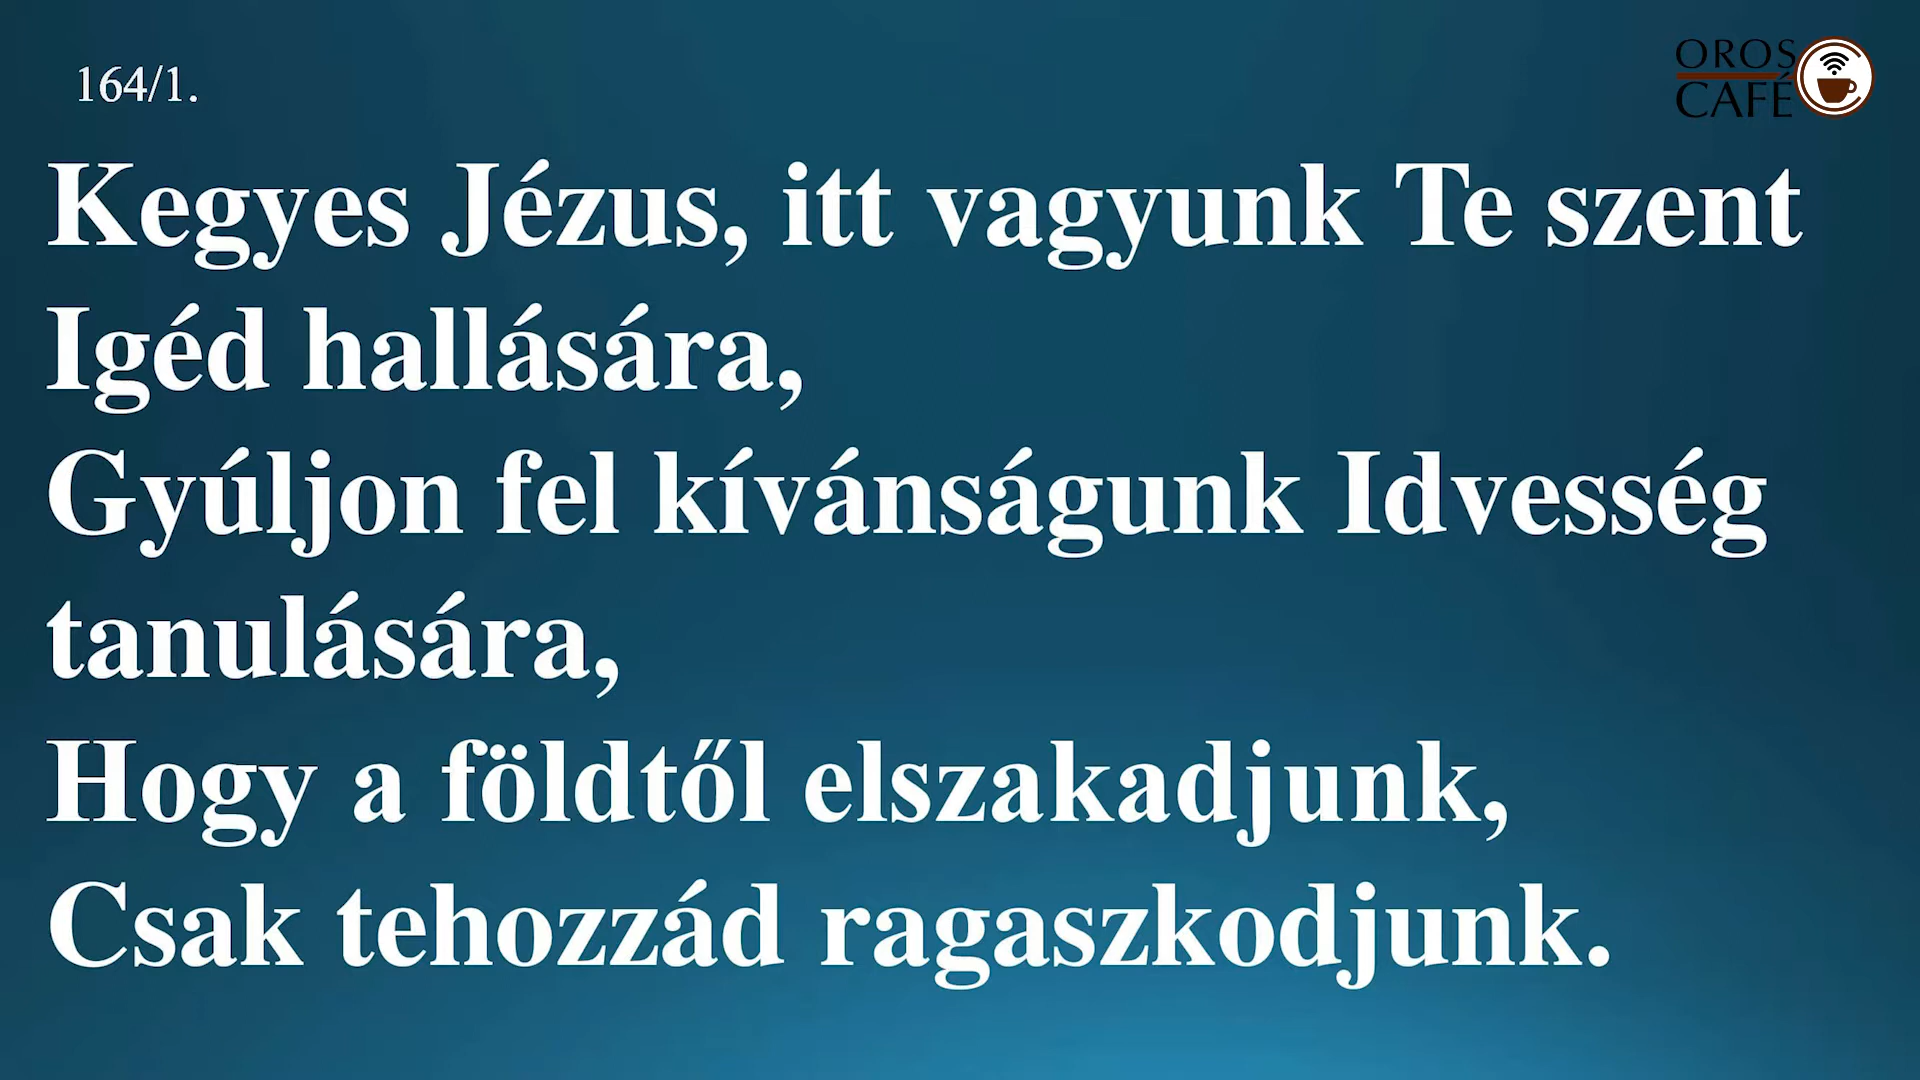 164/1.
OROS
CAFÉ
Kegyes Jézus, itt vagyunk Te szent
Igéd hallására,
Gyúljon fel kívánságunk Idvesség
tanulására,
Hogy a földtől elszakadjunk,
Csak tehozzád ragaszkodjunk.